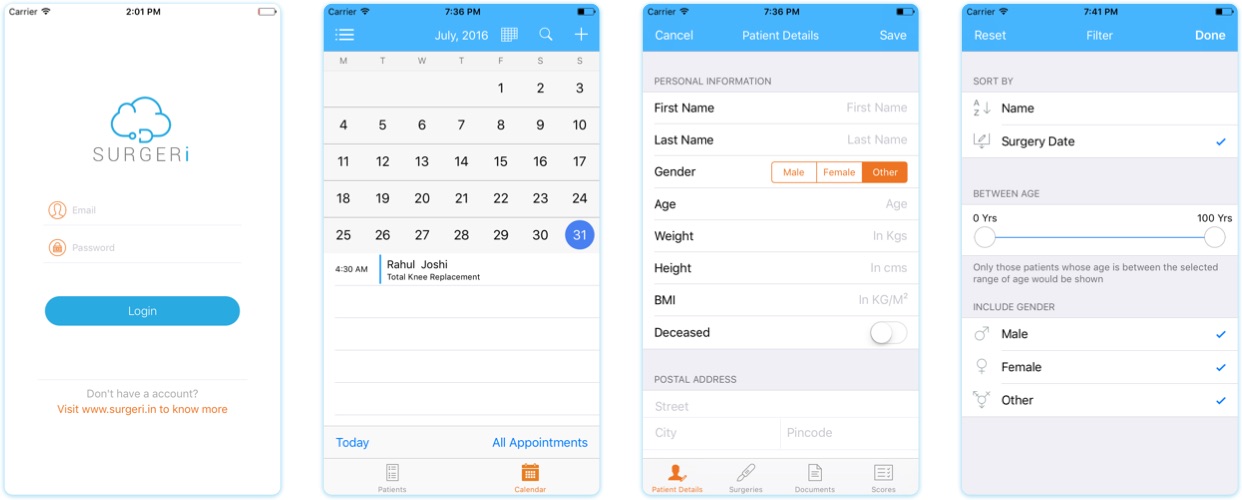 Carrier 2:01 PM
SURGERi
Email
Password
Login
Don't have a account?
Visit www.surgeri.in to know more
Carrier 7:36 PM
July, 2016
M T W T F S S
1 2 3
4 5 6 7 8 9 10
11 12 13 14 15 16 17
18 19 20 21 22 23 24
25 26 27 28 29 30 31
4:30 AM Rahul Joshi
Total Knee Replacement
Today All Appointments
Patients Calendar
Carrier 7:36 PM
Cancel Patient Details Save
PERSONAL INFORMATION
First Name First Name
Last Name Last Name
Gender Male Female Other
Age Age
Weight In Kgs
Height In cms
BMI In KG/M²
Deceased
POSTAL ADDRESS
Street
City Pincode
Patient Details Surgeries Documents Scores
Carrier 7:41 PM
Reset Filter Done
SORT BY
A
Z
Name
Surgery Date
BETWEEN AGE
0 Yrs 100 Yrs
Only those patients whose age is between the selected
range of age would be shown
INCLUDE GENDER
Male
Female
Other